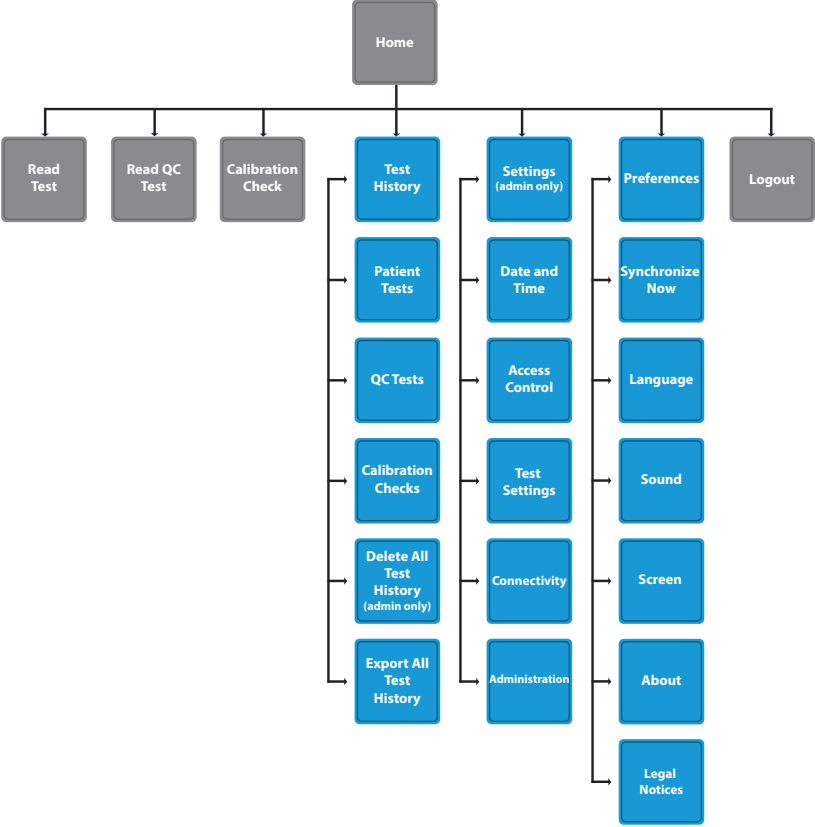 Home
Read
Test
Read QC
Test
Calibration
Check
Test
History
Settings
(admin only)
Preferences
Logout
Patient
Tests
Date and
Time
Synchronize
Now
QC Tests
Access
Control
Language
Calibration
Checks
Test
Settings
Sound
Delete All
Test
History
(admin only)
Connectivity
Screen
Export All
Test
History
Administration
About
Legal
Notices